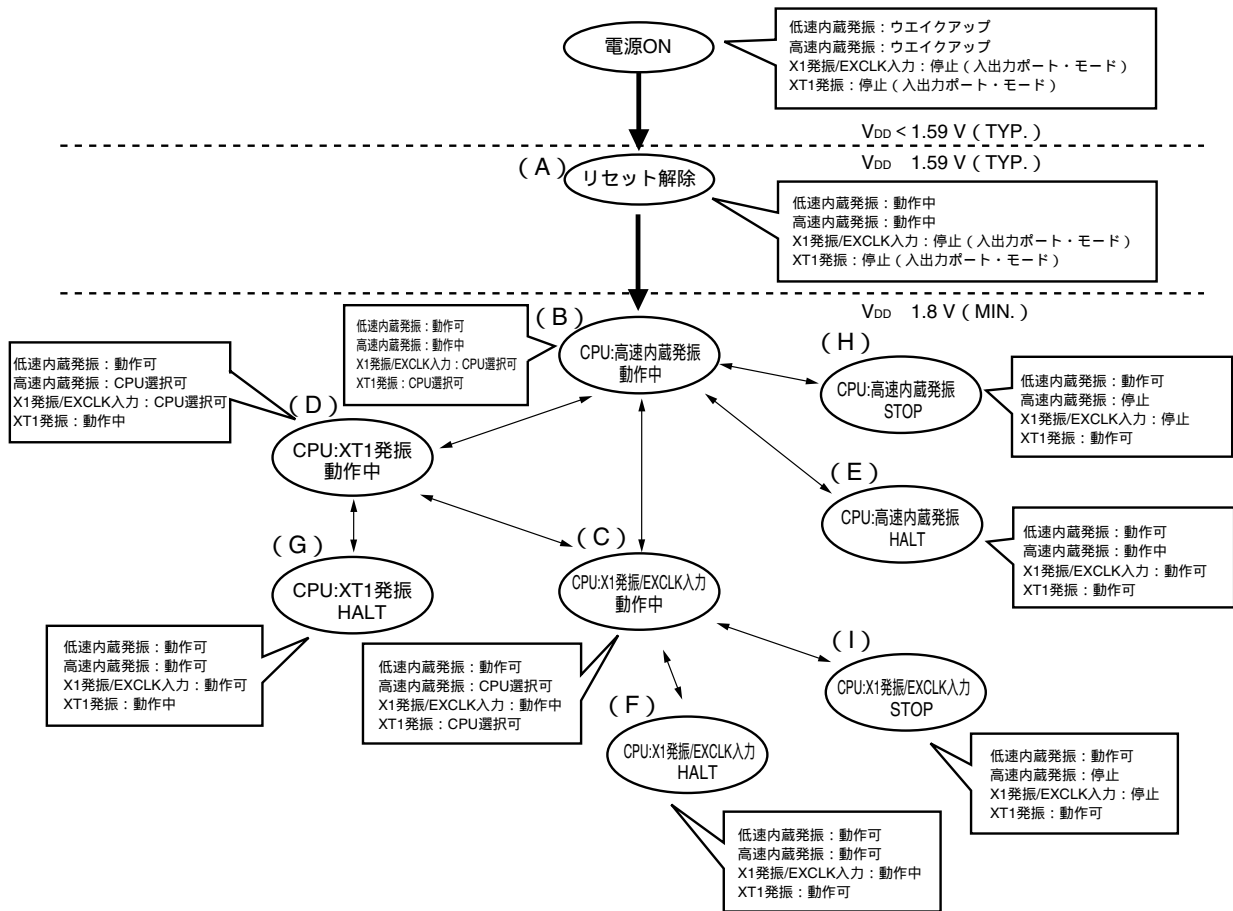 電源ON
低速内蔵発振：ウエイクアップ
高速内蔵発振：ウエイクアップ
X1発振/EXCLK入力：停止（入出力ポート・モード）
XT1発振：停止（入出力ポート・モード）
VDD < 1.59 V（TYP.）
VDD 1.59 V（TYP.）
（A）
リセット解除
低速内蔵発振：動作中
高速内蔵発振：動作中
X1発振/EXCLK入力：停止（入出力ポート・モード）
XT1発振：停止（入出力ポート・モード）
VDD 1.8 V（MIN.）
（B）
CPU:高速内蔵発振
動作中
低速内蔵発振：動作可
高速内蔵発振：動作中
X1発振/EXCLK入力：CPU選択可
XT1発振：CPU選択可
（H）
CPU:高速内蔵発振
STOP
低速内蔵発振：動作可
高速内蔵発振：停止
X1発振/EXCLK入力：停止
XT1発振：動作可
低速内蔵発振：動作可
高速内蔵発振：CPU選択可
X1発振/EXCLK入力：CPU選択可
XT1発振：動作中
（D）
CPU:XT1発振
動作中
（E）
CPU:高速内蔵発振
HALT
低速内蔵発振：動作可
高速内蔵発振：動作中
X1発振/EXCLK入力：動作可
XT1発振：動作可
（G）
CPU:XT1発振
HALT
低速内蔵発振：動作可
高速内蔵発振：動作可
X1発振/EXCLK入力：動作可
XT1発振：動作中
（C）
CPU:X1発振/EXCLK入力
動作中
低速内蔵発振：動作可
高速内蔵発振：CPU選択可
X1発振/EXCLK入力：動作中
XT1発振：CPU選択可
（I）
CPU:X1発振/EXCLK入力
STOP
低速内蔵発振：動作可
高速内蔵発振：停止
X1発振/EXCLK入力：停止
XT1発振：動作可
（F）
CPU:X1発振/EXCLK入力
HALT
低速内蔵発振：動作可
高速内蔵発振：動作可
X1発振/EXCLK入力：動作中
XT1発振：動作可